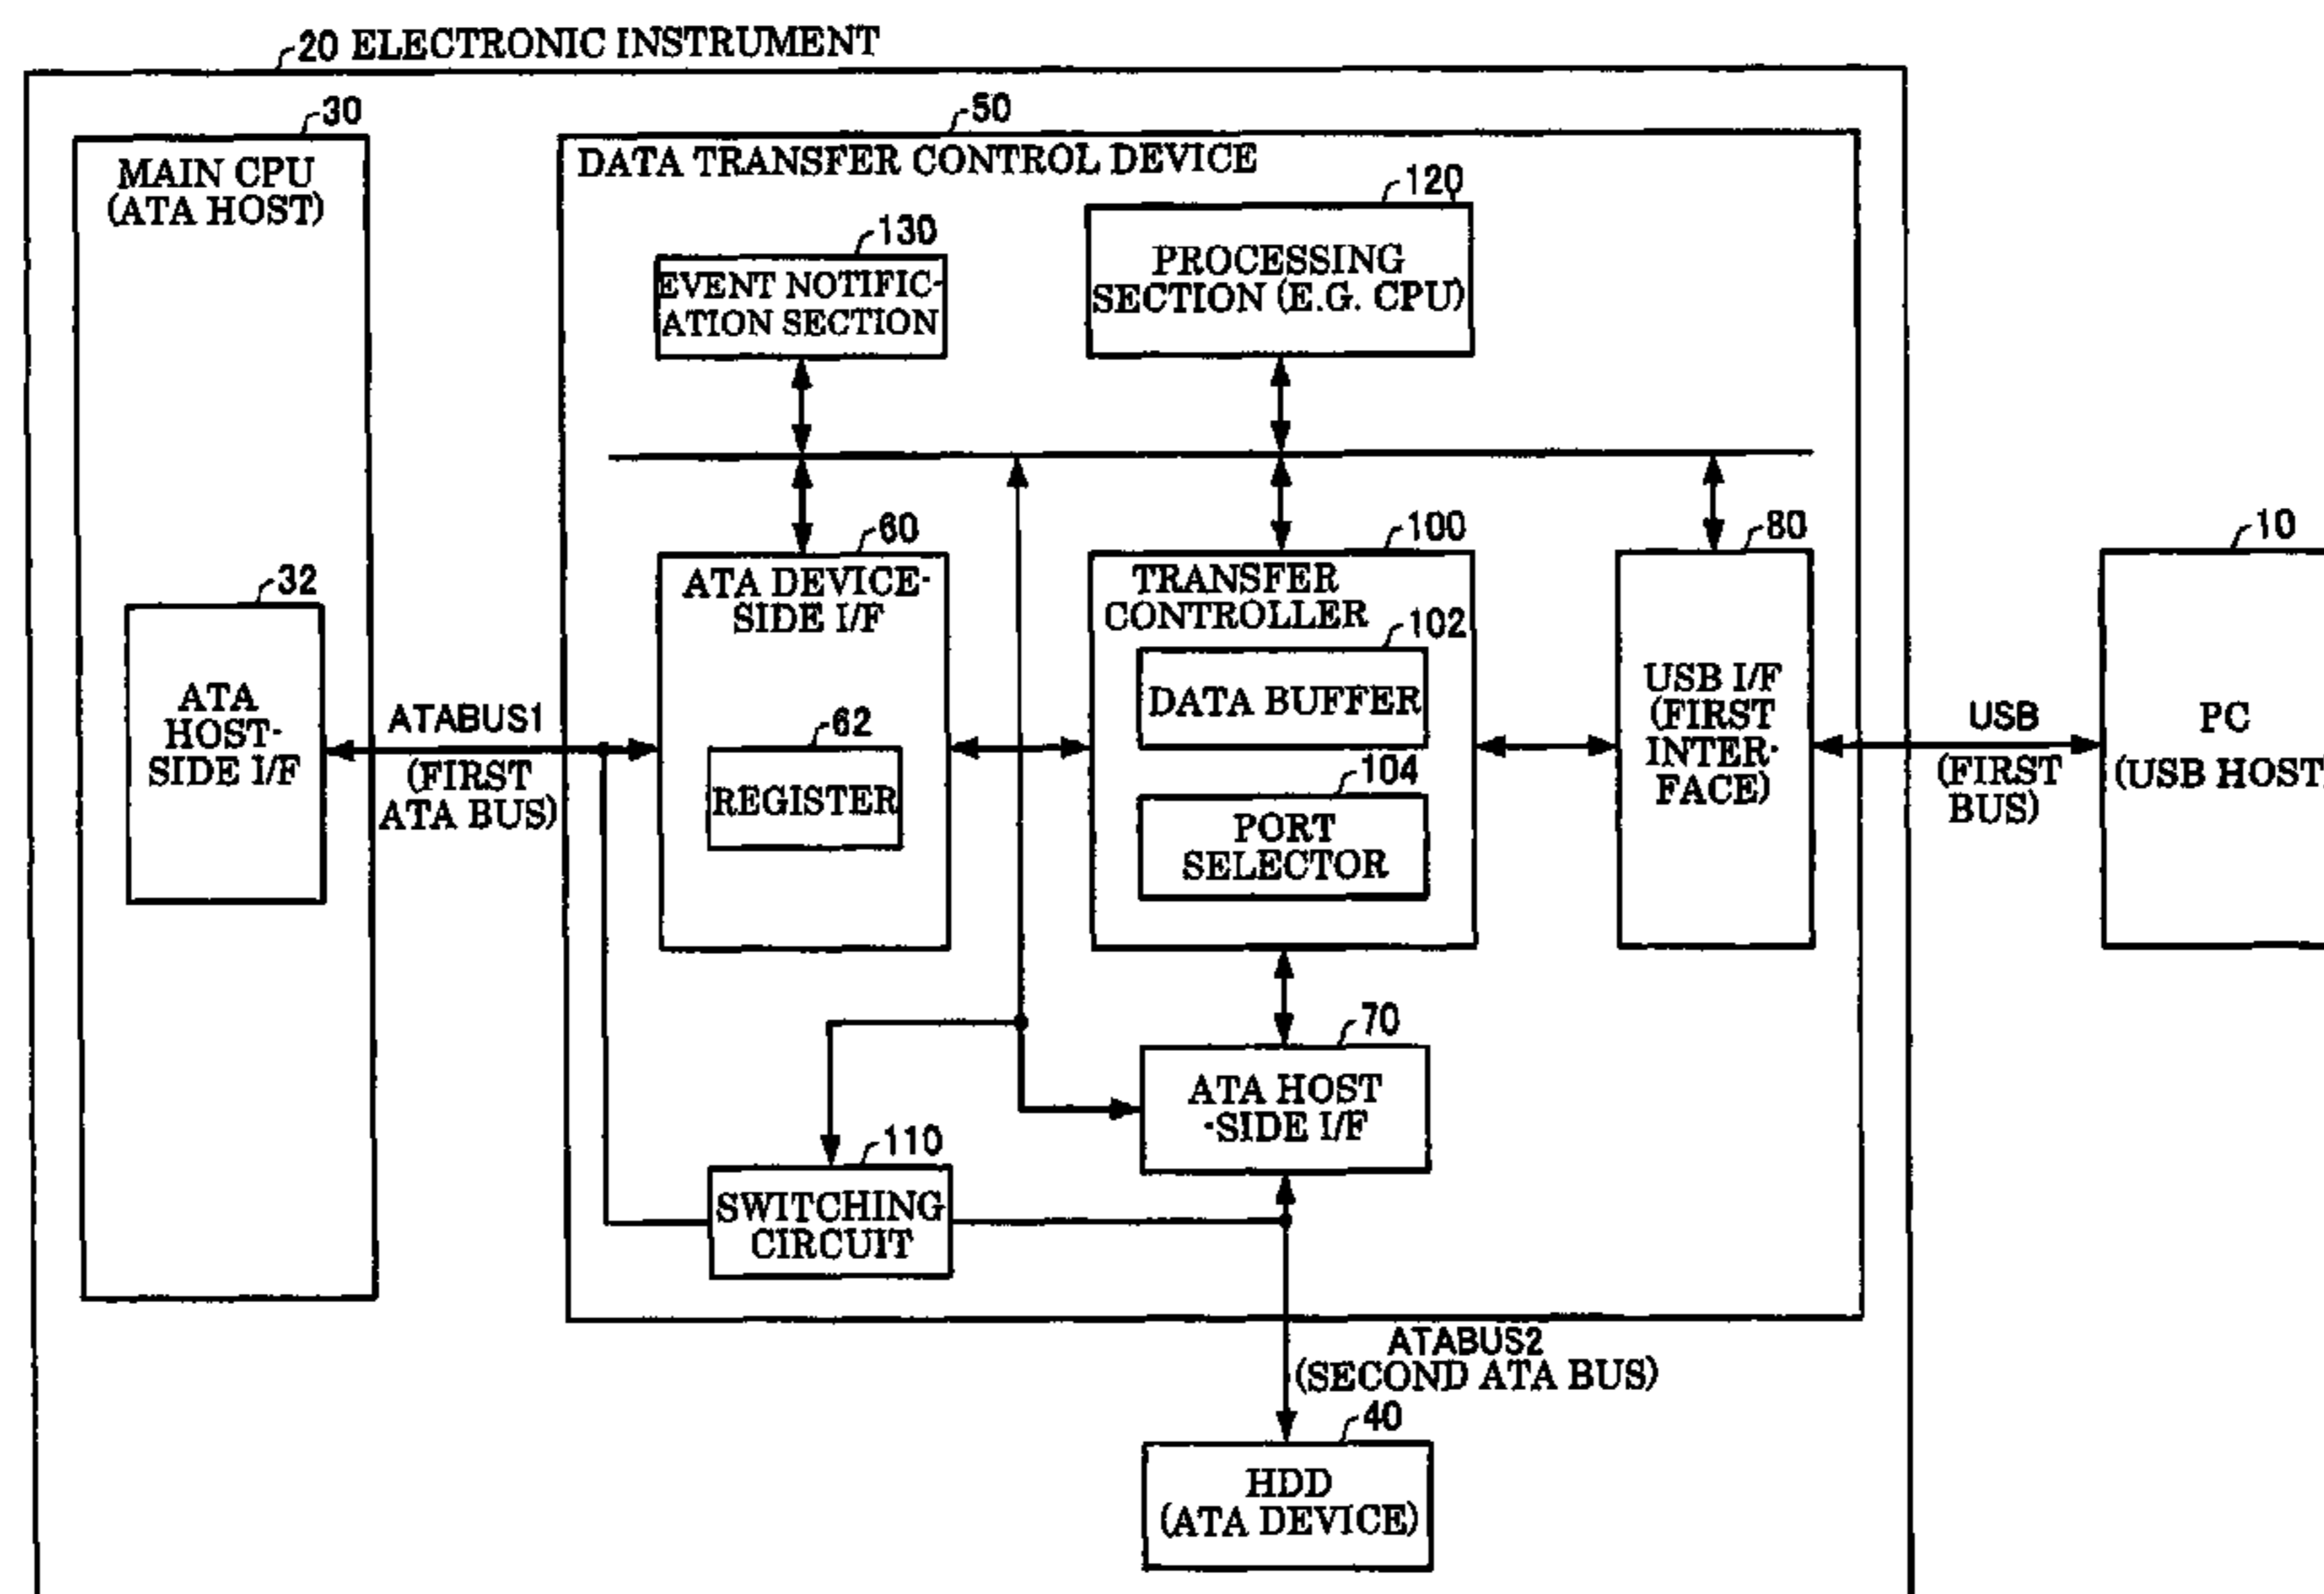 20 ELECTRONIC INSTRUMENT
30
MAIN CPU
(ATA HOST)
32
ATA
HOST-
SIDE I/F
ATABUS1
(FIRST
ATA BUS)
50
DATA TRANSFER CONTROL DEVICE
130
EVENT NOTIFIC-
ATION SECTION
120
PROCESSING
SECTION (E.G. CPU)
60
ATA DEVICE-
SIDE I/F
62
REGISTER
100
TRANSFER
CONTROLLER
102
DATA BUFFER
104
PORT
SELECTOR
80
USB I/F
(FIRST
INTER-
FACE)
USB
(FIRST
BUS)
10
PC
(USB HOST)
70
ATA HOST
-SIDE I/F
110
SWITCHING
CIRCUIT
ATABUS2
(SECOND ATA BUS)
40
HDD
(ATA DEVICE)